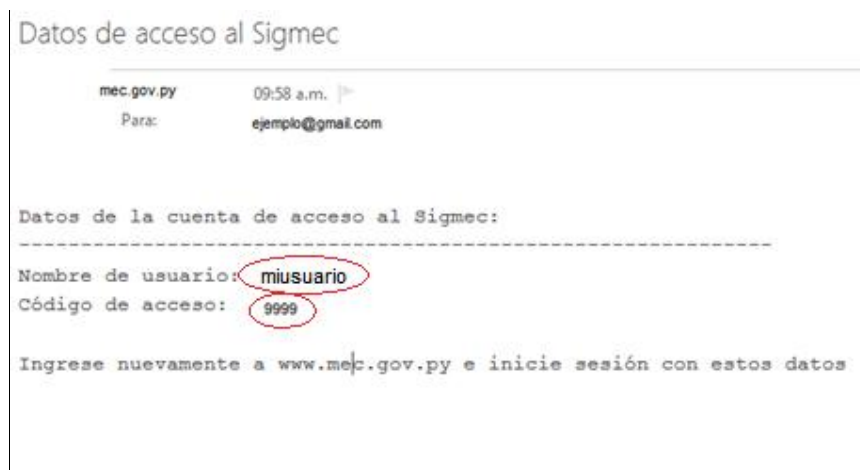 Datos de acceso al Sigmec
mec.gov.py 09:58 a.m.
Para: ejemplo@gmail.com
Datos de la cuenta de acceso al Sigmec:
-------------------------------------------------------------
Nombre de usuario: miusuario
Código de acceso: 9999
Ingrese nuevamente a www.mec.gov.py e inicie sesión con estos datos